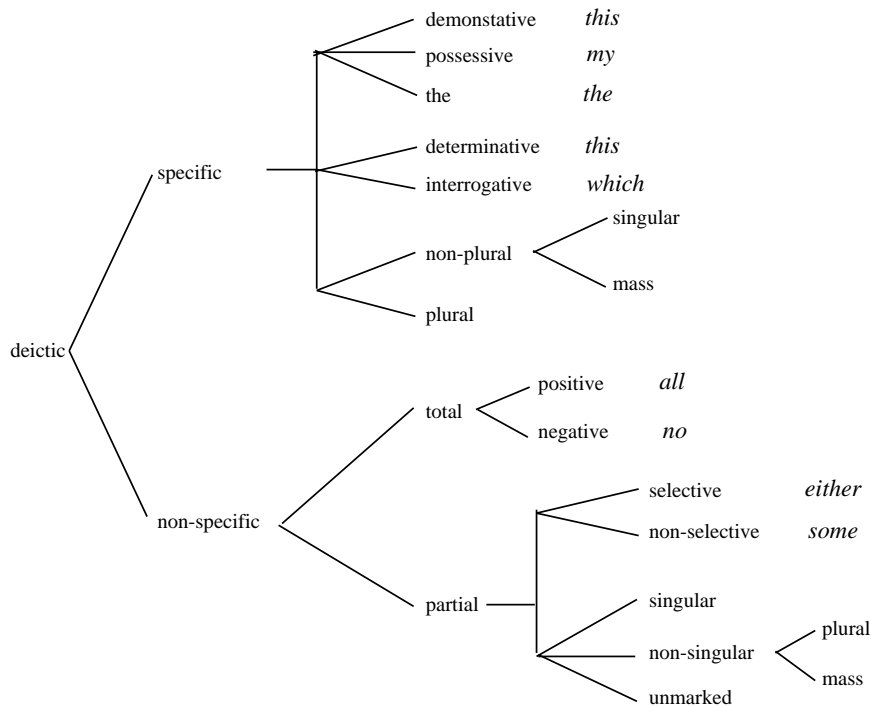 demonstative this
possessive my
the the
determinative this
specific
interrogative which
singular
non-plural
mass
plural
deictic
positive all
total
negative no
selective either
non-specific
non-selective some
singular
partial
plural
non-singular
mass
unmarked